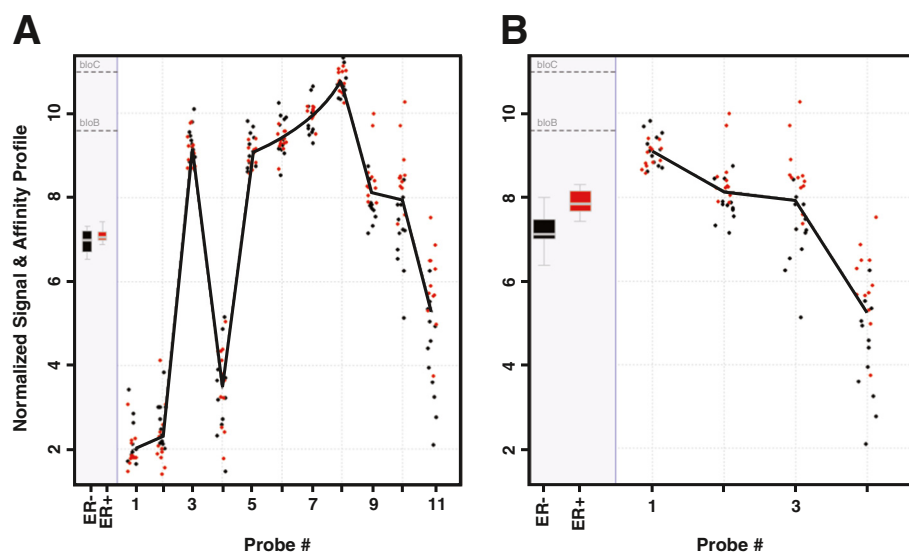 A
B
Normalized Signal & Affinity Profile
bloC
bloB
10
8
6
4
2
ER-
ER+
1
3
5
7
9
11
Probe #
bloC
bloB
10
8
6
4
2
ER-
ER+
1
3
Probe #